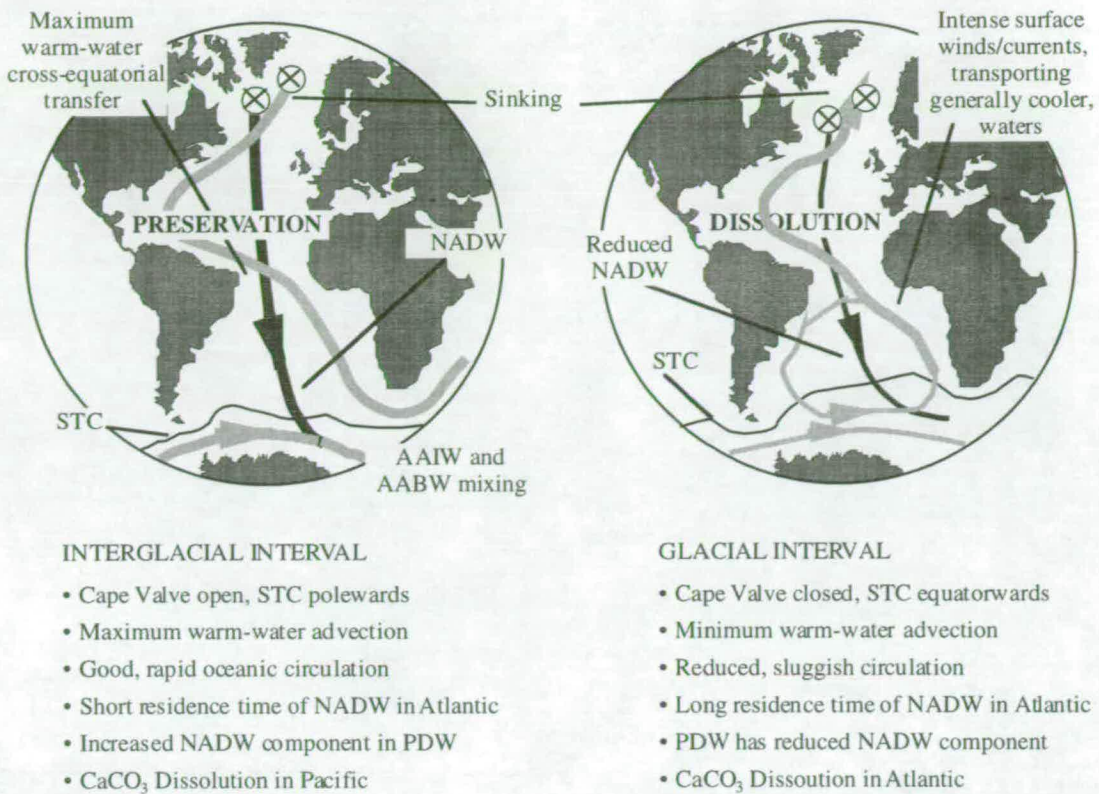 Maximum
warm-water
cross-equatorial
transfer
Sinking
Intense surface
winds/currents,
transporting
generally cooler,
waters
PRESERVATION
NADW
STC
AAIW and
AABW mixing
DISSOLUTION
Reduced
NADW
STC
INTERGLACIAL INTERVAL
• Cape Valve open, STC polewards
• Maximum warm-water advection
• Good, rapid oceanic circulation
• Short residence time of NADW in Atlantic
• Increased NADW component in PDW
• CaCO₃ Dissolution in Pacific
GLACIAL INTERVAL
• Cape Valve closed, STC equatorwards
• Minimum warm-water advection
• Reduced, sluggish circulation
• Long residence time of NADW in Atlantic
• PDW has reduced NADW component
• CaCO₃ Dissoution in Atlantic